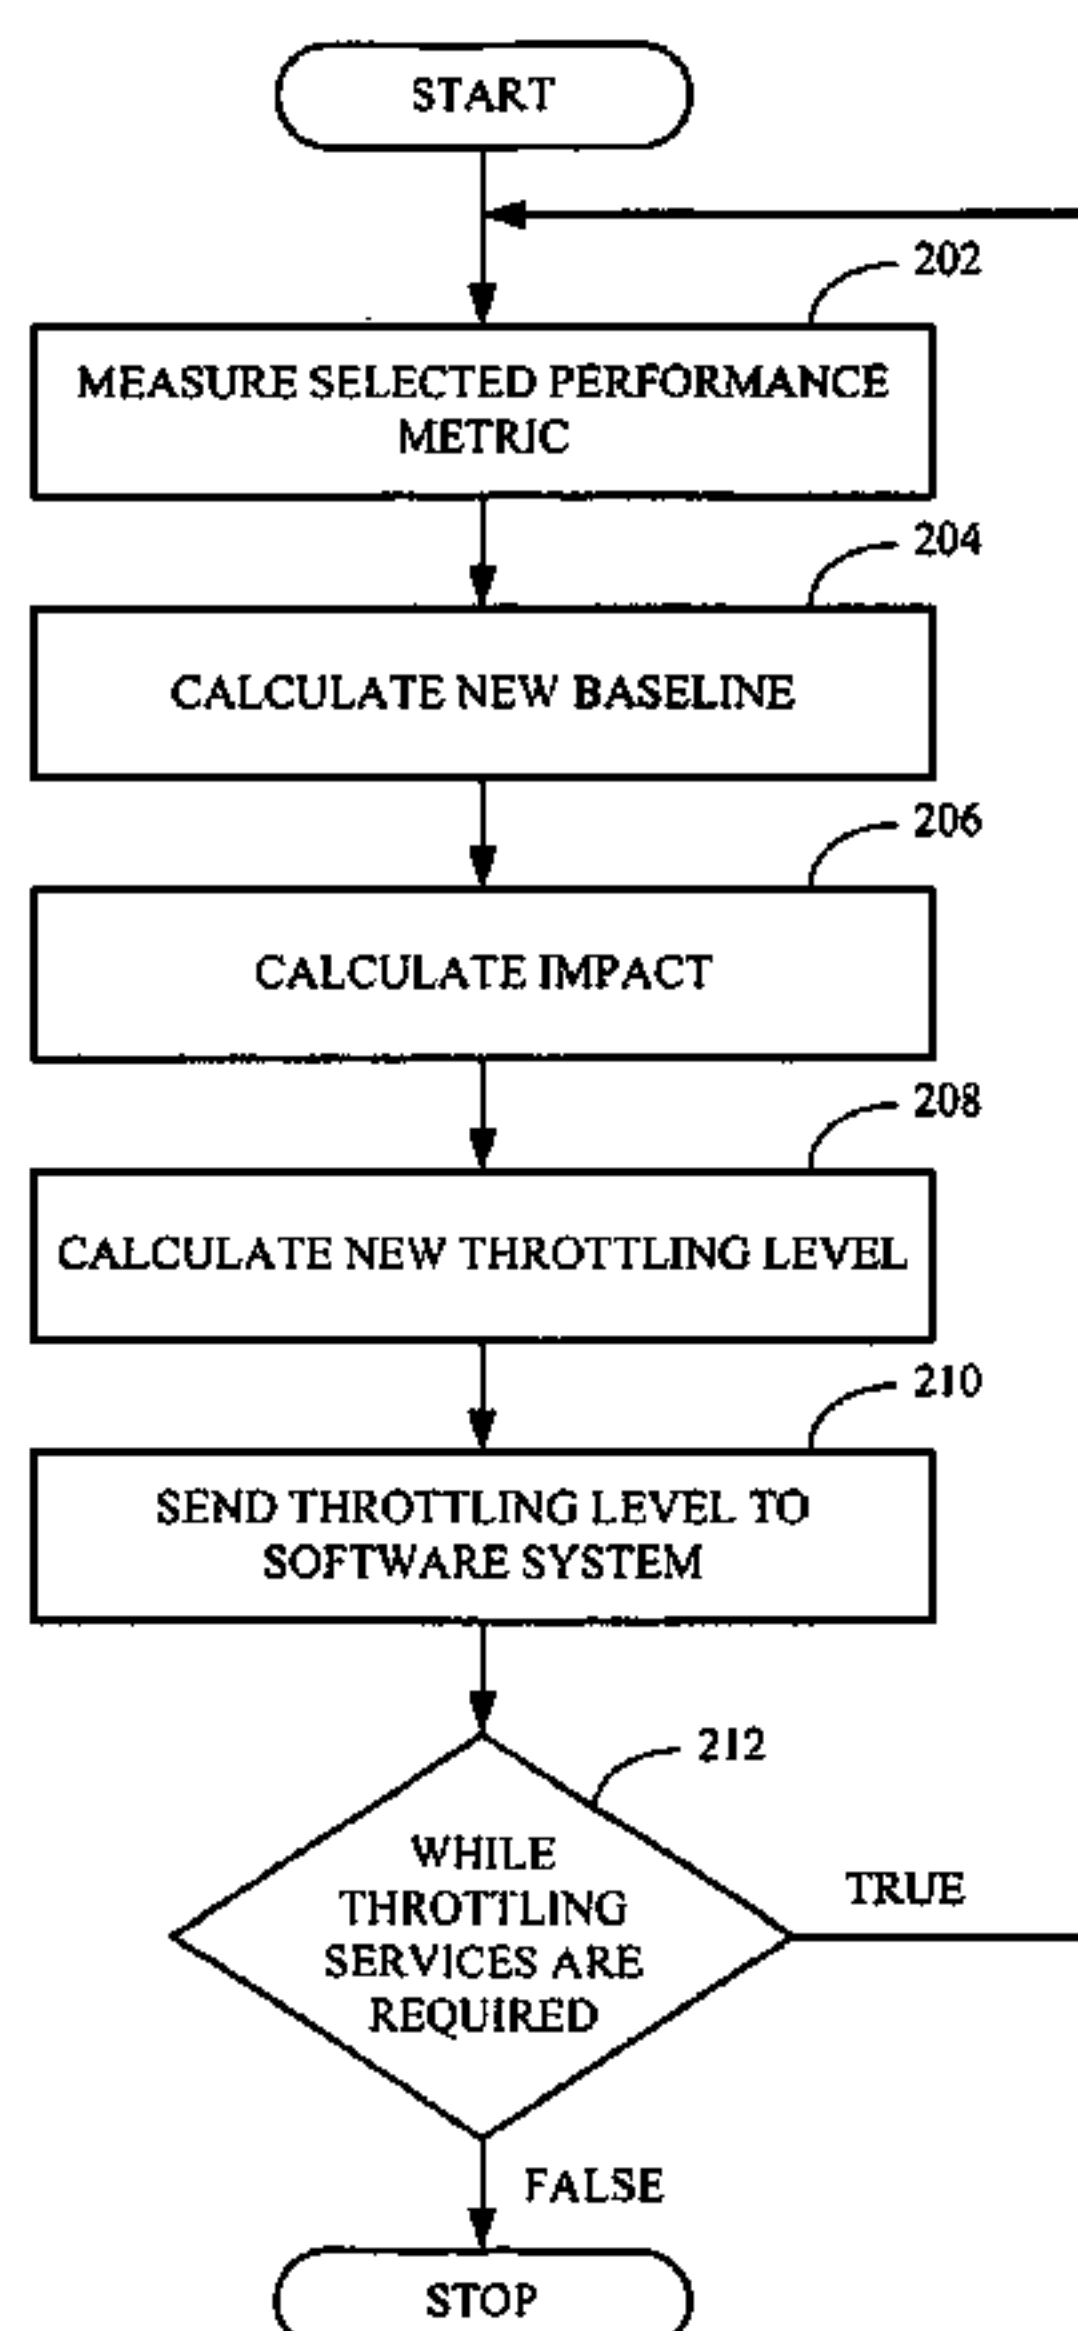 START
202
MEASURE SELECTED PERFORMANCE
METRIC
204
CALCULATE NEW BASELINE
206
CALCULATE IMPACT
208
CALCULATE NEW THROTTLING LEVEL
210
SEND THROTTLING LEVEL TO
SOFTWARE SYSTEM
212
WHILE
THROTTLING
SERVICES ARE
REQUIRED
TRUE
FALSE
STOP